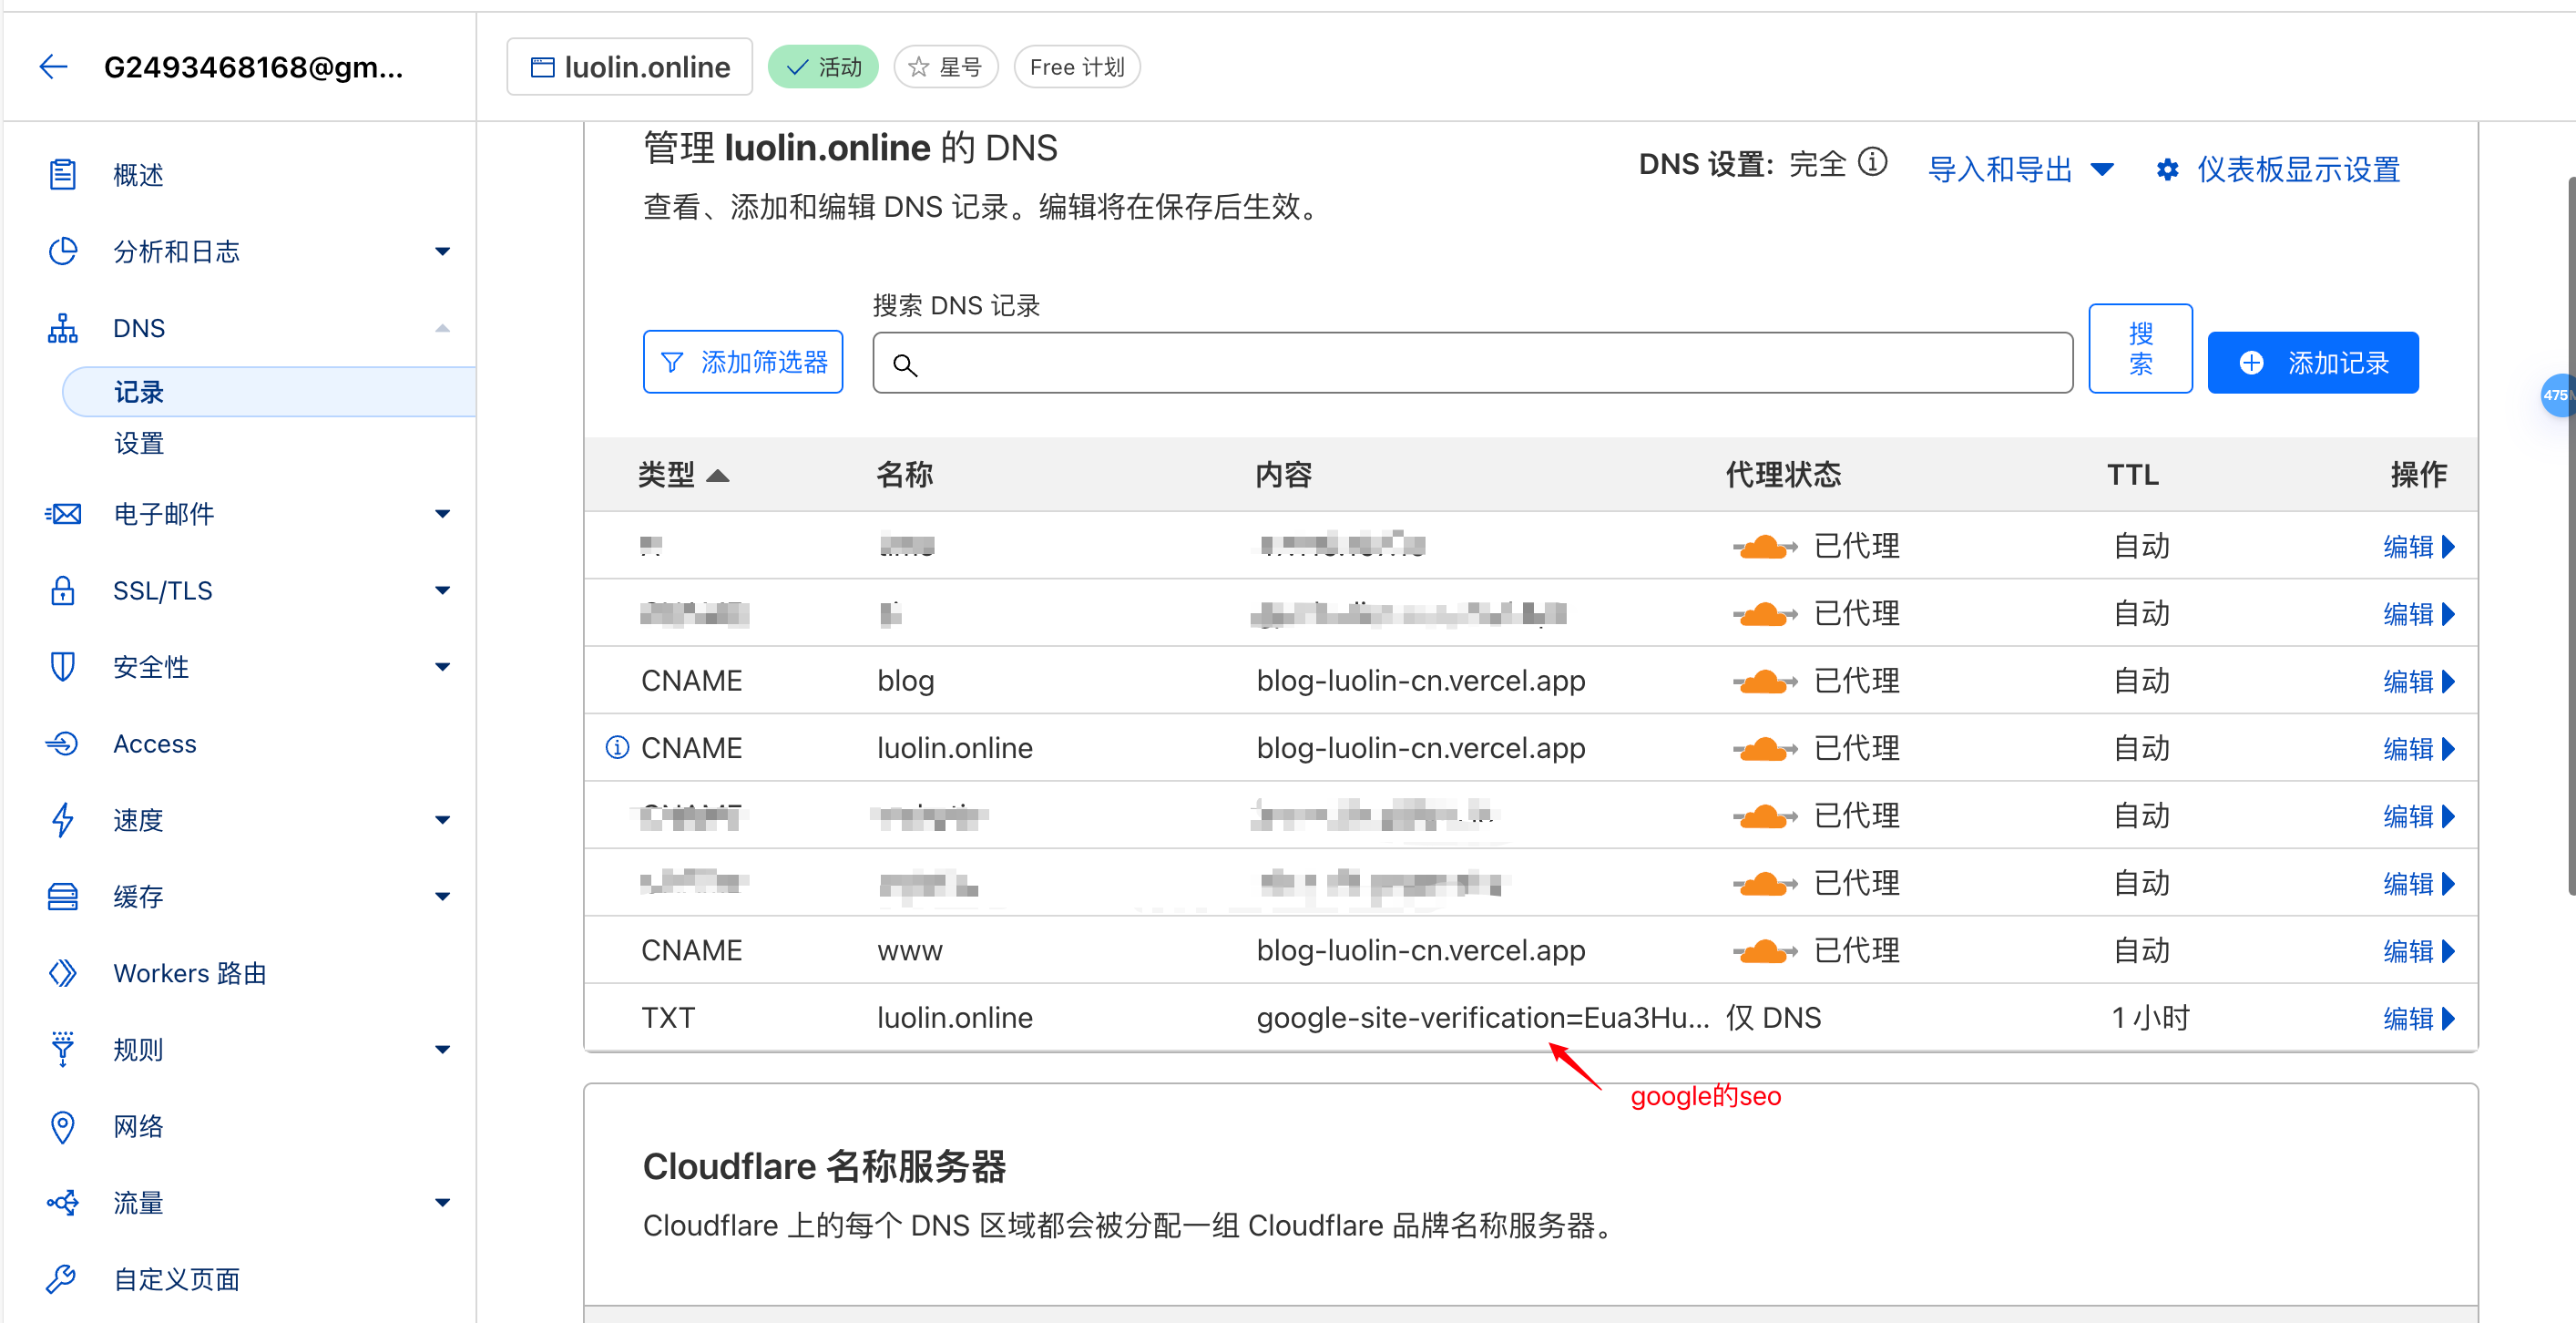 G2493468168@gm...
luolin.online
活动
星号
Free 计划
概述
分析和日志
DNS
记录
设置
电子邮件
SSL/TLS
安全性
Access
速度
缓存
Workers 路由
规则
网络
流量
自定义页面
管理 luolin.online 的 DNS
查看、添加和编辑 DNS 记录。编辑将在保存后生效。
DNS 设置: 完全
导入和导出
仪表板显示设置
搜索 DNS 记录
添加筛选器
搜
索
添加记录
类型 名称 内容 代理状态 TTL 操作
已代理 自动 编辑
已代理 自动 编辑
CNAME blog blog-luolin-cn.vercel.app 已代理 自动 编辑
CNAME luolin.online blog-luolin-cn.vercel.app 已代理 自动 编辑
已代理 自动 编辑
已代理 自动 编辑
CNAME www blog-luolin-cn.vercel.app 已代理 自动 编辑
TXT luolin.online google-site-verification=Eua3Hu... 仅 DNS 1 小时 编辑
google的seo
Cloudflare 名称服务器
Cloudflare 上的每个 DNS 区域都会被分配一组 Cloudflare 品牌名称服务器。